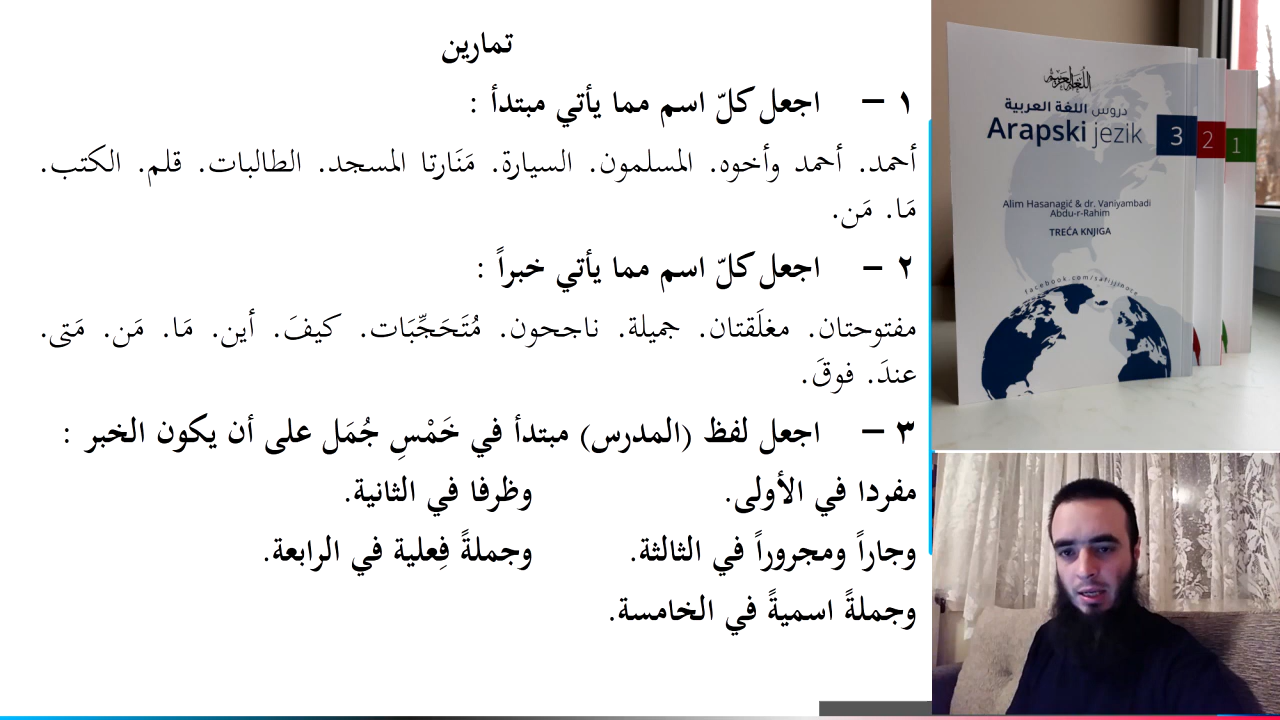 تمارين
١ – اجعل كلّ اسم مما يأتي مبتدأ :
أحمد. أحمد وأخوه. المسلمون. السيارة. مَنَارتا المسجد. الطالبات. قلم. الكتب.
مَا. مَن.
٢ – اجعل كلّ اسم مما يأتي خبراً :
مفتوحتان. مغلَقتان. جميلة. ناجحون. مُتَحَجِّبَات. كيفَ. أين. مَا. مَن. مَتى.
عندَ. فوقَ.
٣ – اجعل لفظ (المدرس) مبتدأ في خَمْسِ جُمَل على أن يكون الخبر :
مفردا في الأولى. وظرفا في الثانية.
وجاراً ومجروراً في الثالثة. وجملةً فِعلية في الرابعة.
وجملةً اسميةً في الخامسة.
اللغة العربية
دروس اللغة العربية
Arapski jezik
3
2
1
Alim Hasanagić & dr. Vaniyambadi
Abdu-r-Rahim
TREĆA KNJIGA